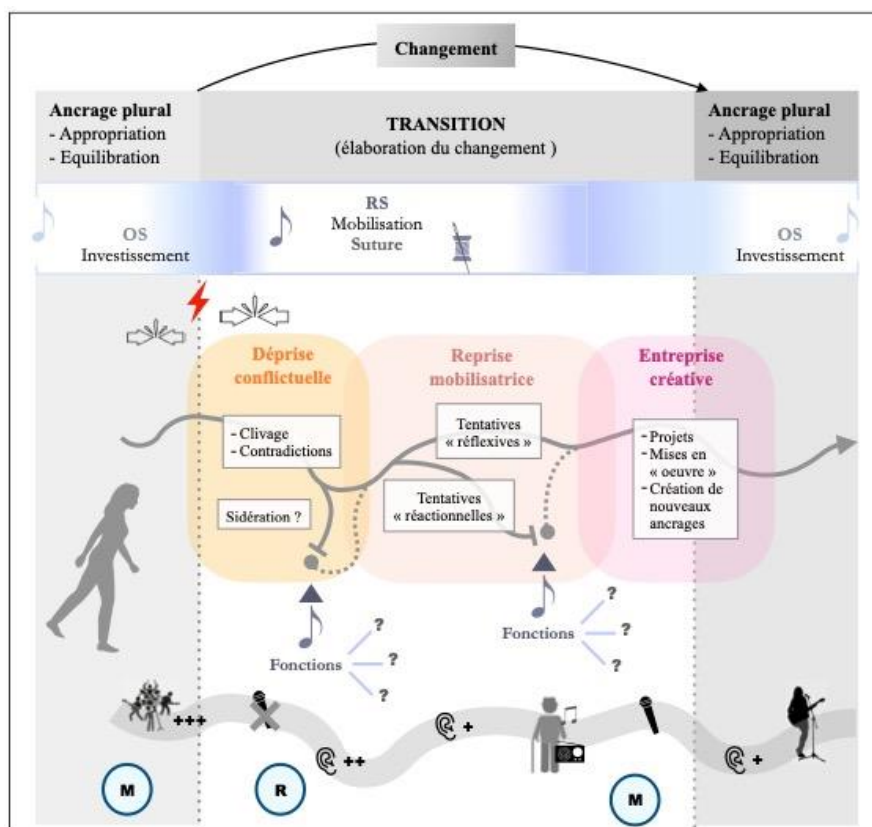 Changement
Ancrage plural
- Appropriation
- Equilibration
TRANSITION
(élaboration du changement )
Ancrage plural
- Appropriation
- Equilibration
OS
Investissement
RS
Mobilisation
Suture
OS
Investissement
Déprise
conflictuelle
Reprise
mobilisatrice
Entreprise
créative
- Clivage
- Contradictions
Tentatives
« réflexives »
- Projets
- Mises en
« oeuvre »
- Création de
nouveaux
ancrages
Sidération ?
Tentatives
« réactionnelles »
Fonctions
?
?
?
Fonctions
?
?
?
+++
++
+
+
M
R
M